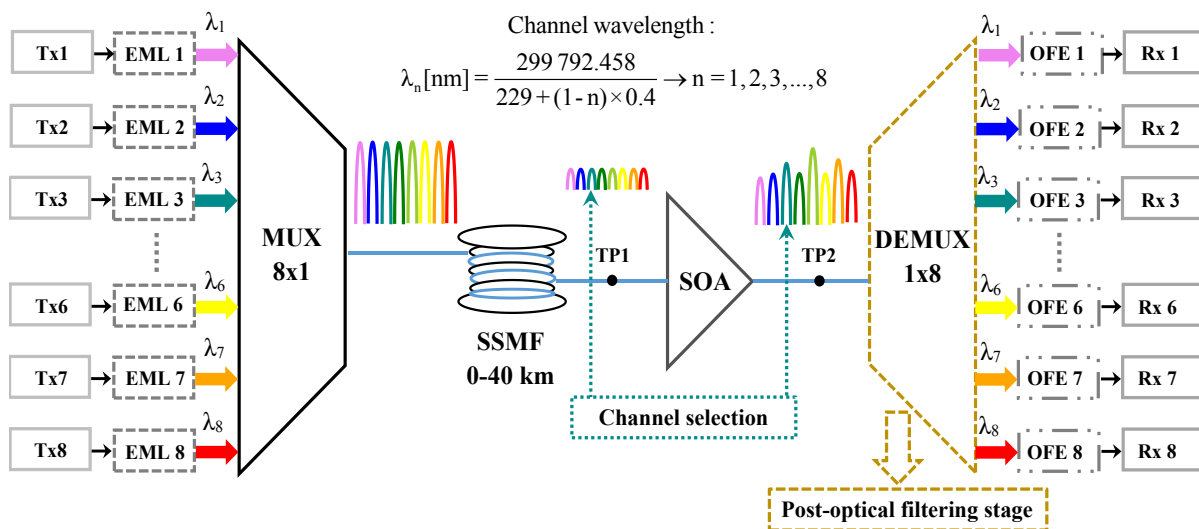 Channel wavelength :
λn[nm] = 299 792.458 / 229 + (1 - n) × 0.4 → n = 1, 2, 3, ..., 8
Tx1 EML 1 λ1
Tx2 EML 2 λ2
Tx3 EML 3 λ3
Tx6 EML 6 λ6
Tx7 EML 7 λ7
Tx8 EML 8 λ8
MUX
8x1
SSMF
0-40 km
TP1
SOA
TP2
Channel selection
DEMUX
1x8
λ1 OFE 1 Rx 1
λ2 OFE 2 Rx 2
λ3 OFE 3 Rx 3
λ6 OFE 6 Rx 6
λ7 OFE 7 Rx 7
λ8 OFE 8 Rx 8
Post-optical filtering stage